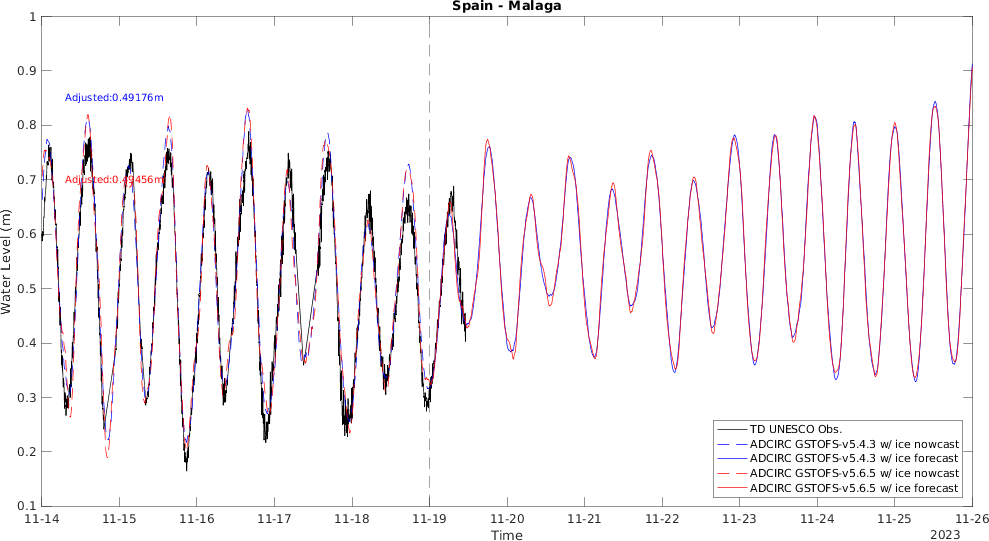 Spain - Malaga
1
0.9
0.8
0.7
0.6
0.5
0.4
0.3
0.2
0.1
Water Level (m)
Adjusted:0.49176m
Adjusted:0.49456m
TD UNESCO Obs.
ADCIRC GSTOFS-v5.4.3 w/ ice nowcast
ADCIRC GSTOFS-v5.4.3 w/ ice forecast
ADCIRC GSTOFS-v5.6.5 w/ ice nowcast
ADCIRC GSTOFS-v5.6.5 w/ ice forecast
11-14 11-15 11-16 11-17 11-18 11-19 11-20 11-21 11-22 11-23 11-24 11-25 11-26
Time
2023